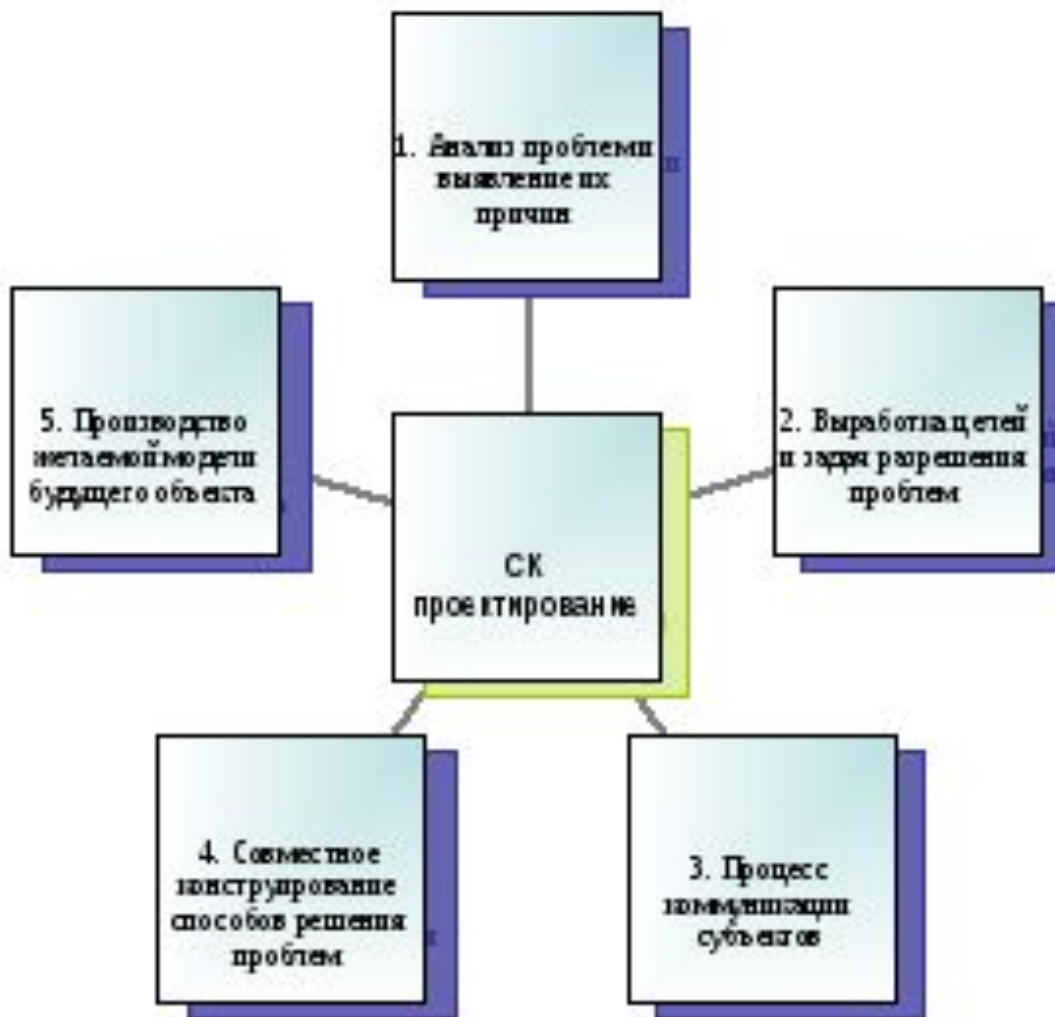 1. Анализ проблем и
выявление их
причин
5. Производство
желаемой модели
будущего объекта
2. Выработка целей
и задач разрешения
проблем
СК
проектирование
4. Совместное
конструирование
способов решения
проблем
3. Процесс
коммуникации
субъектов